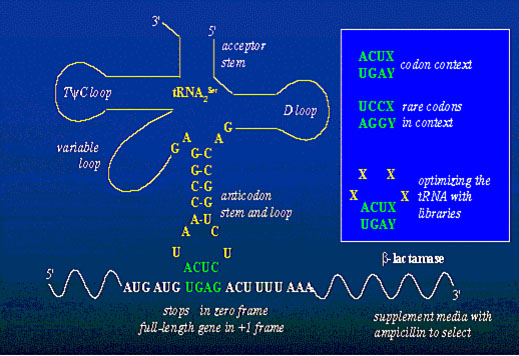 3'
5'
acceptor
stem
TψC loop
tRNA₂ˢᵉʳ
D loop
variable
loop
G A A G
G-C
G-C
C-G
C-G
A-U
anticodon
stem and loop
A C
U U
ACUC
5'
AUG AUG UGAG ACU UUU AAA
3'
stops in zero frame
full-length gene in +1 frame
β-lactamase
supplement media with
ampicillin to select
ACUX
UGAY
codon context
UCCX
AGGY
rare codons
in context
X X
X X
ACUX
UGAY
optimizing the
tRNA with
libraries